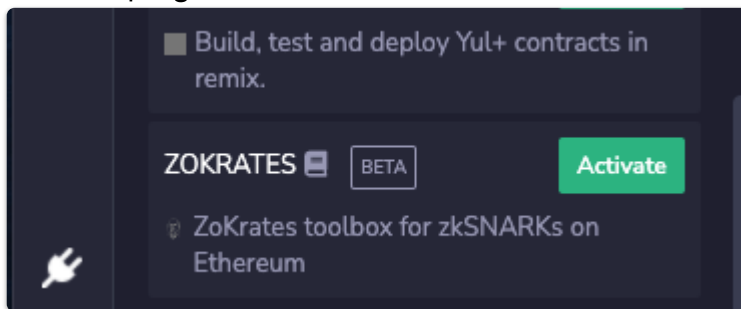 Build, test and deploy Yul+ contracts in
remix.
ZOKRATES BETA Activate
ZoKrates toolbox for zkSNARKs on
Ethereum